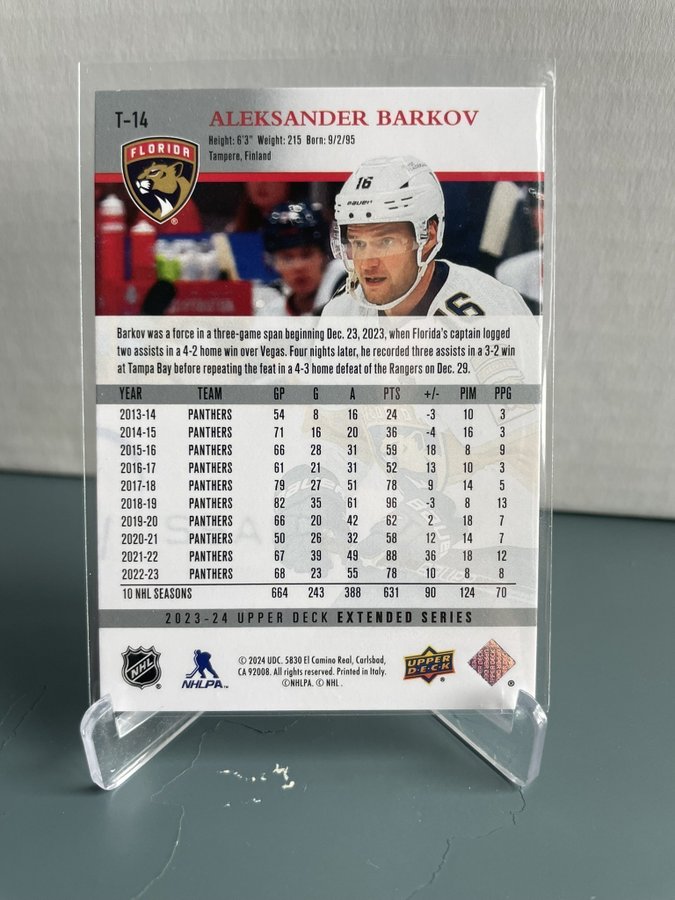 T-14
ALEKSANDER BARKOV
Height: 6'3" Weight: 215 Born: 9/2/95
Tampere, Finland
FLORIDA
16
BAUER
16
Barkov was a force in a three-game span beginning Dec. 23, 2023, when Florida's captain logged
two assists in a 4-2 home win over Vegas. Four nights later, he recorded three assists in a 3-2 win
at Tampa Bay before repeating the feat in a 4-3 home defeat of the Rangers on Dec. 29.
YEAR TEAM GP G A PTS +/- PIM PPG
2013-14 PANTHERS 54 8 16 24 -3 10 3
2014-15 PANTHERS 71 16 20 36 -4 16 3
2015-16 PANTHERS 66 28 31 59 18 8 9
2016-17 PANTHERS 61 21 31 52 13 10 3
2017-18 PANTHERS 79 27 51 78 9 14 5
2018-19 PANTHERS 82 35 61 96 -3 8 13
2019-20 PANTHERS 66 20 42 62 2 18 7
2020-21 PANTHERS 50 26 32 58 12 14 7
2021-22 PANTHERS 67 39 49 88 36 18 12
2022-23 PANTHERS 68 23 55 78 10 8 8
10 NHL SEASONS 664 243 388 631 90 124 70
2023-24 UPPER DECK EXTENDED SERIES
NHL
NHLPA™
© 2024 UDC. 5830 El Camino Real, Carlsbad,
CA 92008. All rights reserved. Printed in Italy.
©NHLPA. © NHL.
UPPER
DECK
®